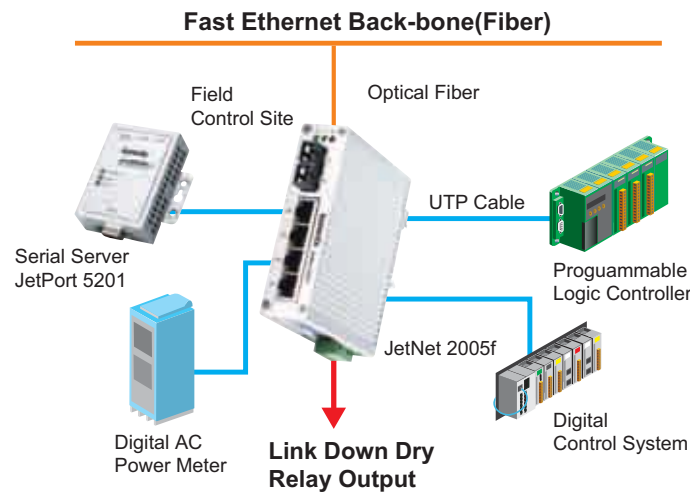 Fast Ethernet Back-bone(Fiber)
Field
Control Site
Optical Fiber
UTP Cable
Serial Server
JetPort 5201
Proguammable
Logic Controller
JetNet 2005f
Digital AC
Power Meter
Digital
Control System
Link Down Dry
Relay Output